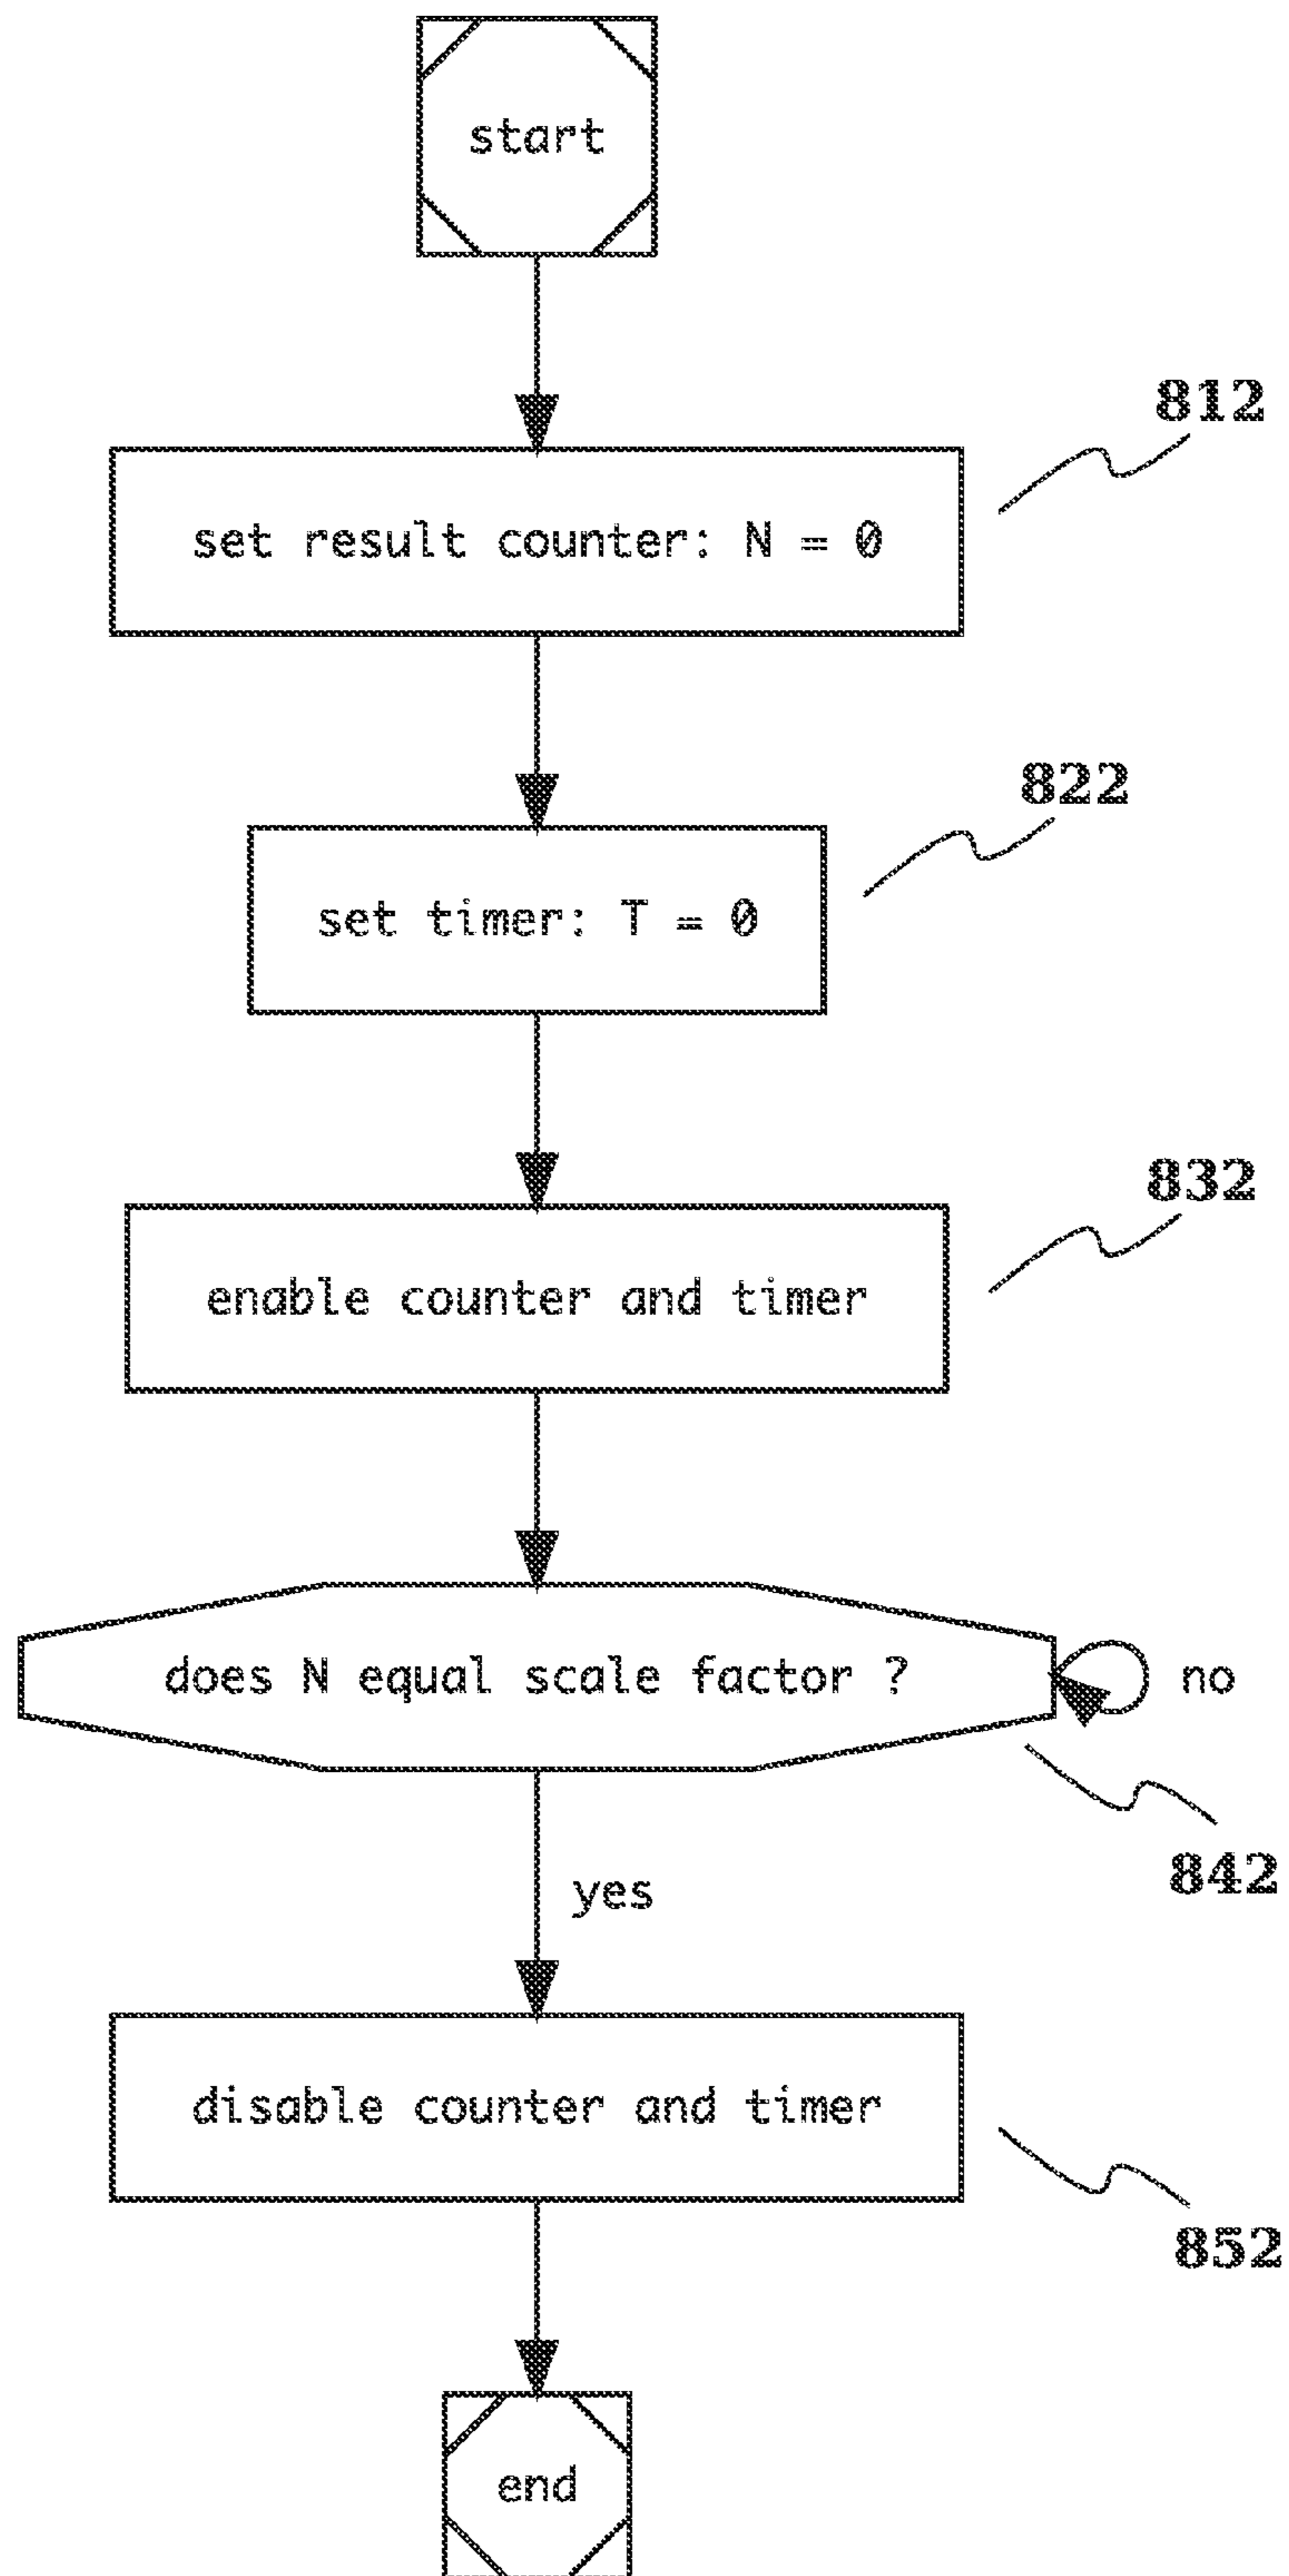 start
812
set result counter: N = 0
822
set timer: T = 0
832
enable counter and timer
does N equal scale factor ?
no
842
yes
disable counter and timer
852
end